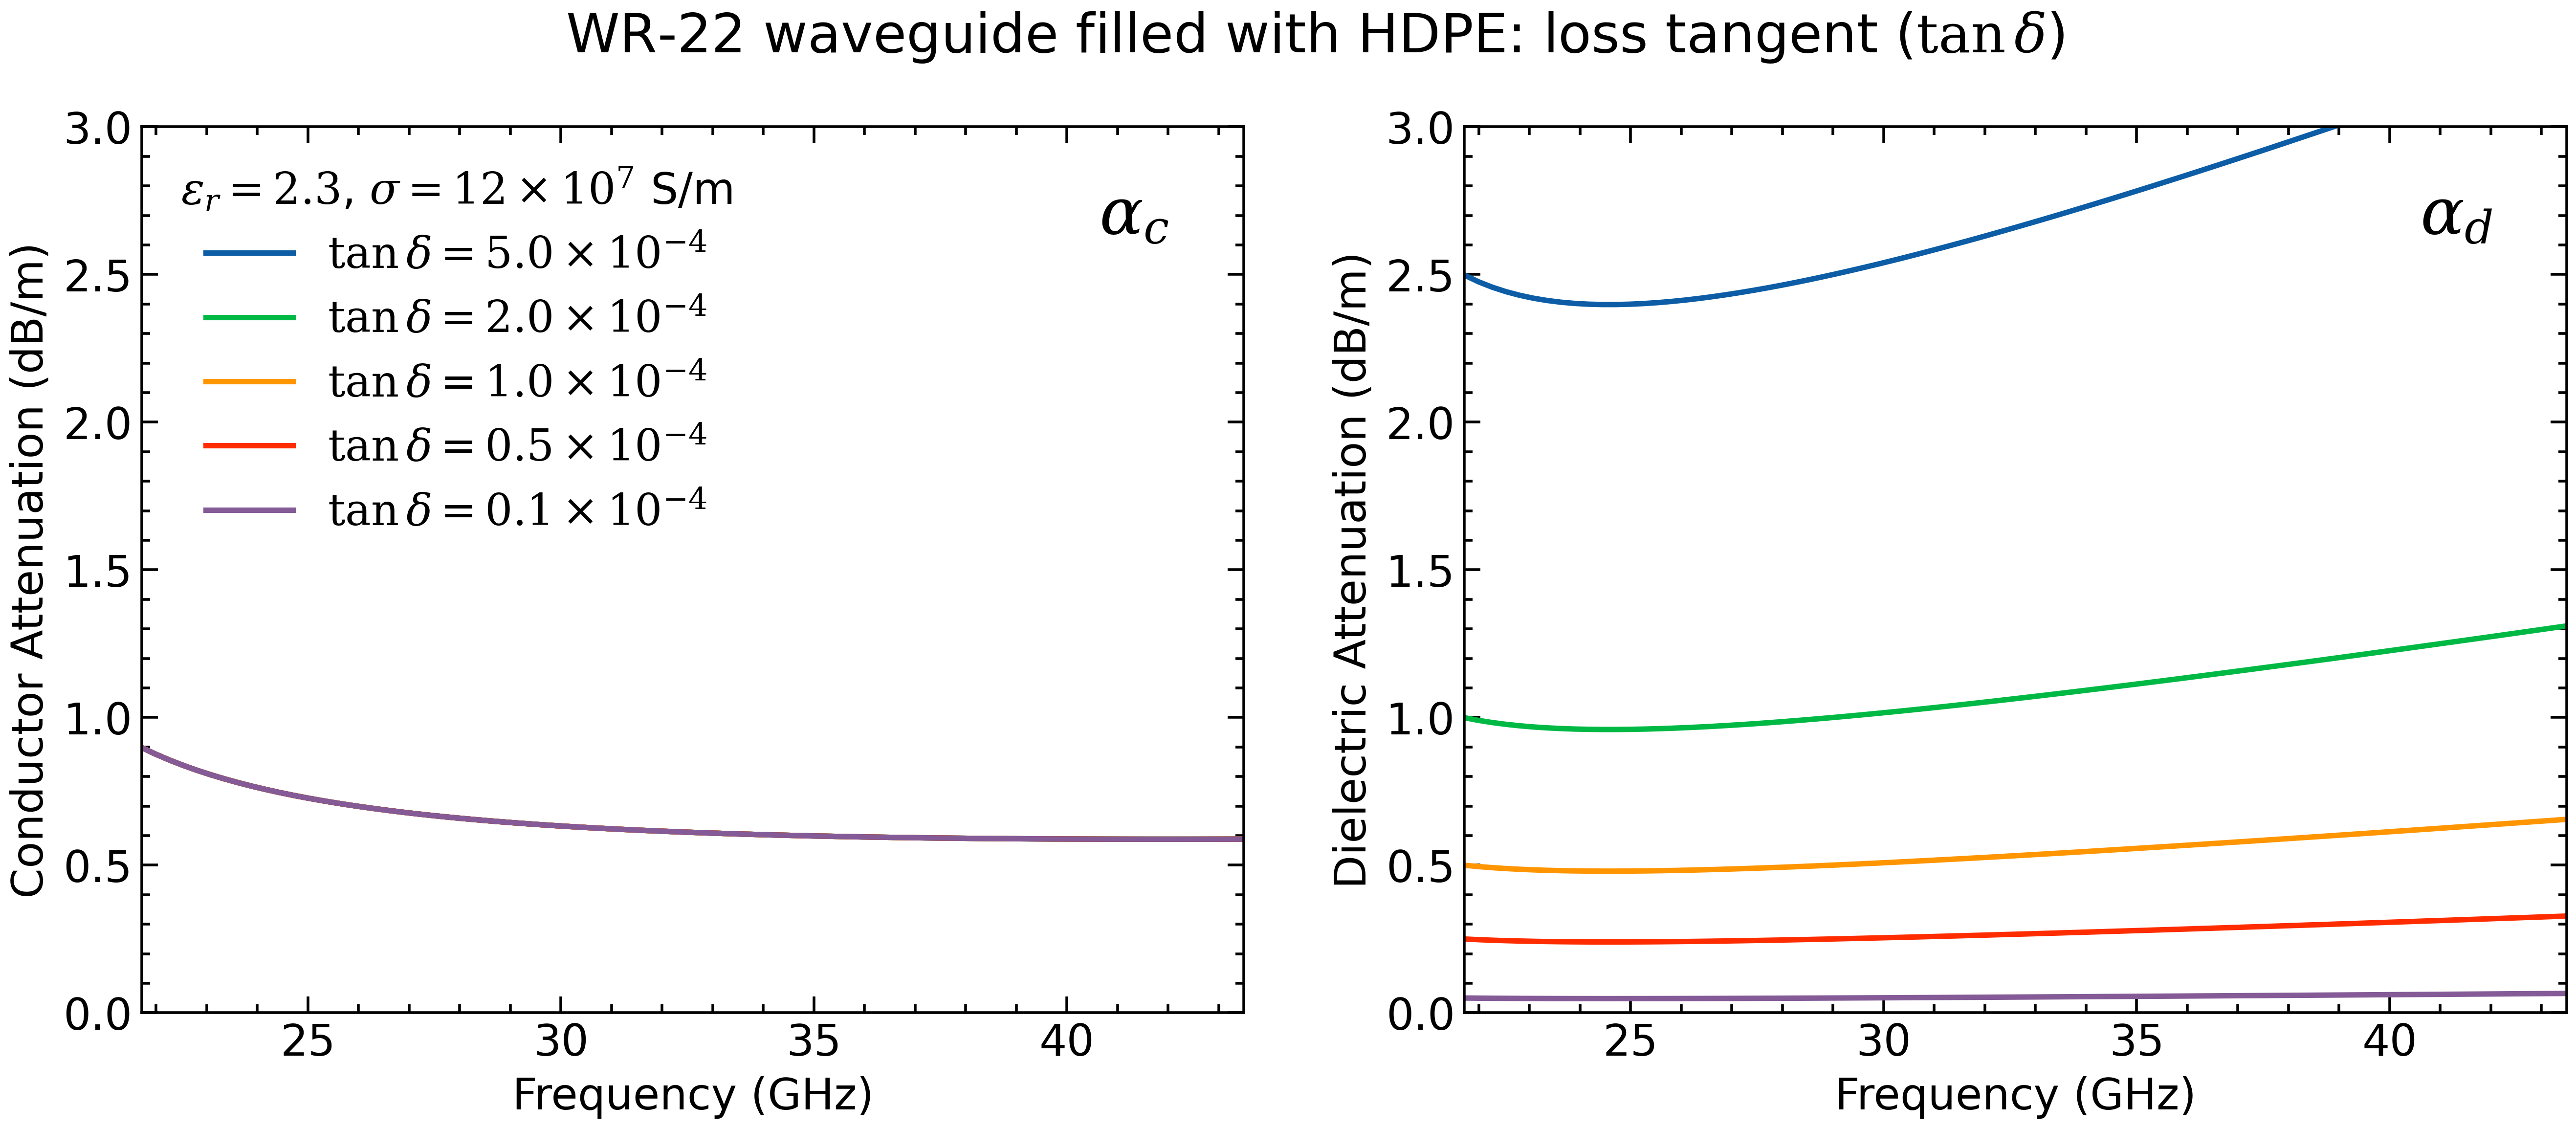 WR-22 waveguide filled with HDPE: loss tangent (tan δ)
Conductor Attenuation (dB/m)
3.0
2.5
2.0
1.5
1.0
0.5
0.0
εᵣ = 2.3, σ = 12 × 10⁷ S/m
tan δ = 5.0 × 10⁻⁴
tan δ = 2.0 × 10⁻⁴
tan δ = 1.0 × 10⁻⁴
tan δ = 0.5 × 10⁻⁴
tan δ = 0.1 × 10⁻⁴
α_c
25 30 35 40
Frequency (GHz)
Dielectric Attenuation (dB/m)
3.0
2.5
2.0
1.5
1.0
0.5
0.0
α_d
25 30 35 40
Frequency (GHz)